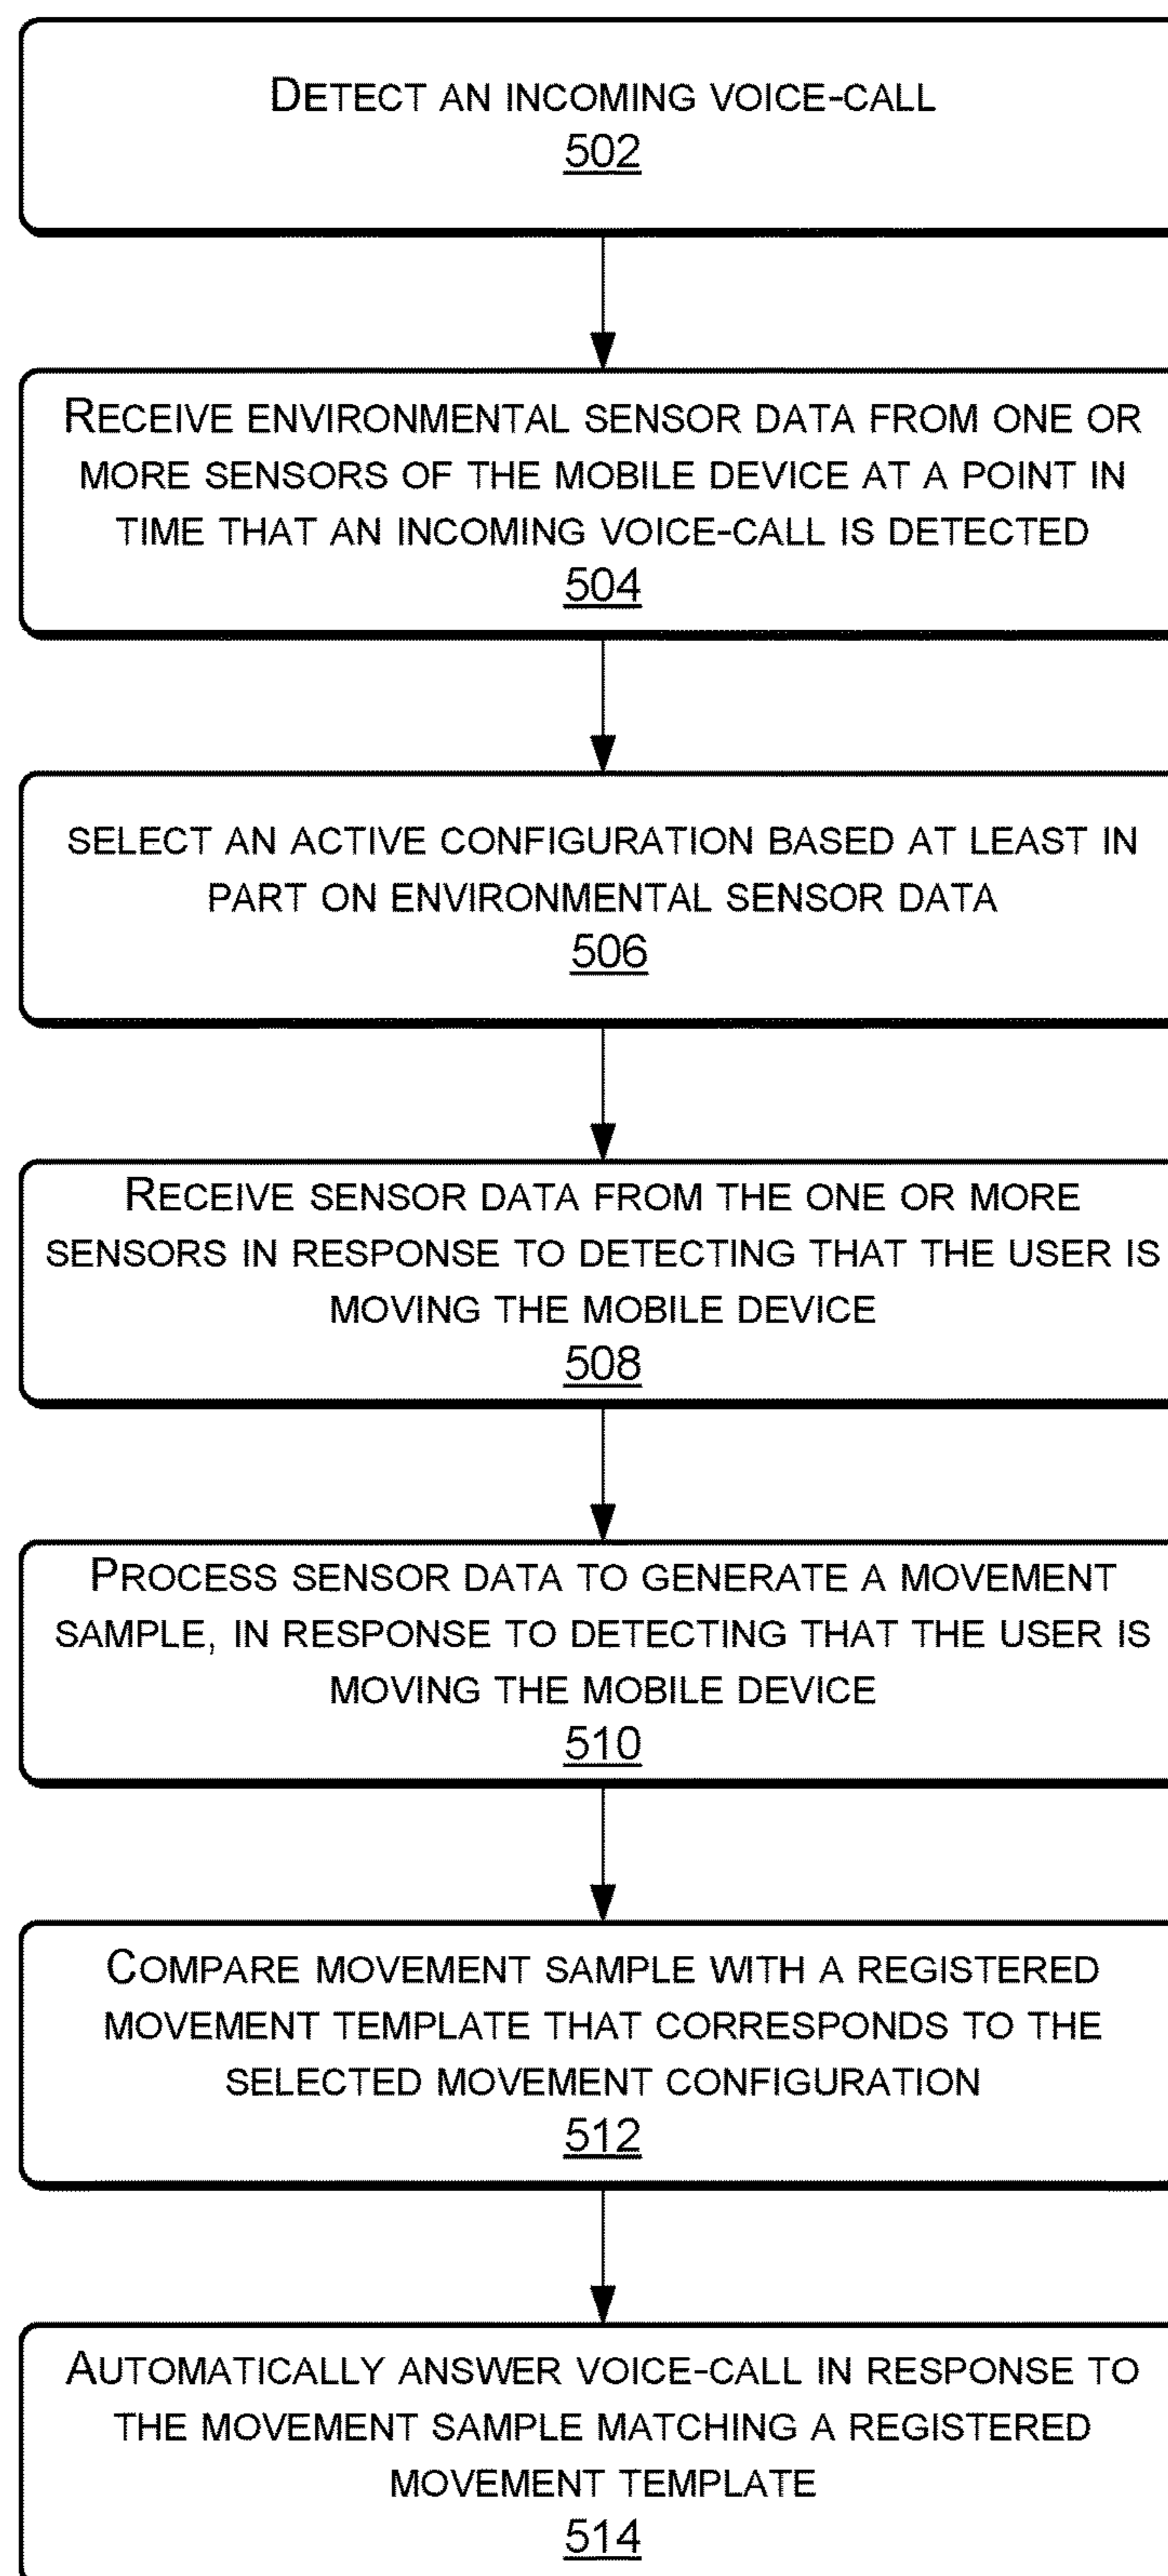 DETECT AN INCOMING VOICE-CALL
502
RECEIVE ENVIRONMENTAL SENSOR DATA FROM ONE OR
MORE SENSORS OF THE MOBILE DEVICE AT A POINT IN
TIME THAT AN INCOMING VOICE-CALL IS DETECTED
504
SELECT AN ACTIVE CONFIGURATION BASED AT LEAST IN
PART ON ENVIRONMENTAL SENSOR DATA
506
RECEIVE SENSOR DATA FROM THE ONE OR MORE
SENSORS IN RESPONSE TO DETECTING THAT THE USER IS
MOVING THE MOBILE DEVICE
508
PROCESS SENSOR DATA TO GENERATE A MOVEMENT
SAMPLE, IN RESPONSE TO DETECTING THAT THE USER IS
MOVING THE MOBILE DEVICE
510
COMPARE MOVEMENT SAMPLE WITH A REGISTERED
MOVEMENT TEMPLATE THAT CORRESPONDS TO THE
SELECTED MOVEMENT CONFIGURATION
512
AUTOMATICALLY ANSWER VOICE-CALL IN RESPONSE TO
THE MOVEMENT SAMPLE MATCHING A REGISTERED
MOVEMENT TEMPLATE
514